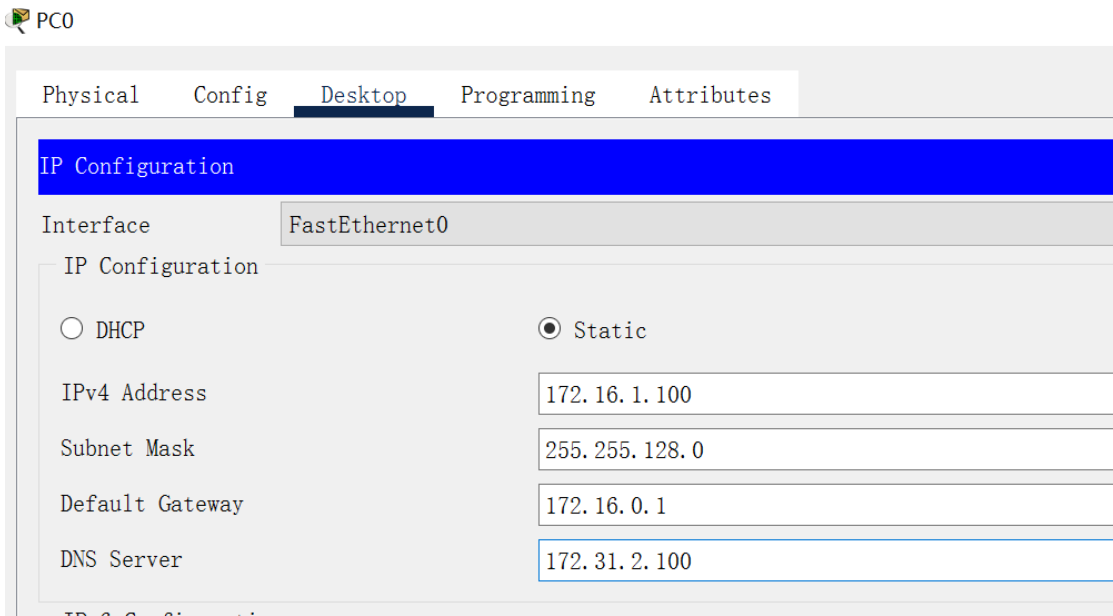 PC0
Physical Config Desktop Programming Attributes
IP Configuration
Interface FastEthernet0
IP Configuration
DHCP Static
IPv4 Address 172.16.1.100
Subnet Mask 255.255.128.0
Default Gateway 172.16.0.1
DNS Server 172.31.2.100